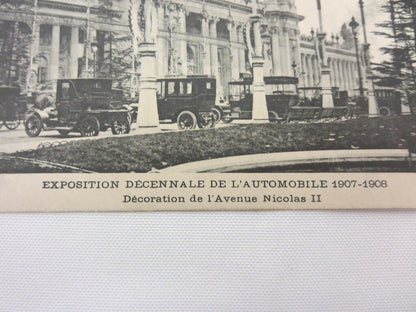 EXPOSITION DÉCENNALE DE L'AUTOMOBILE 1907-1908
Décoration de l'Avenue Nicolas II